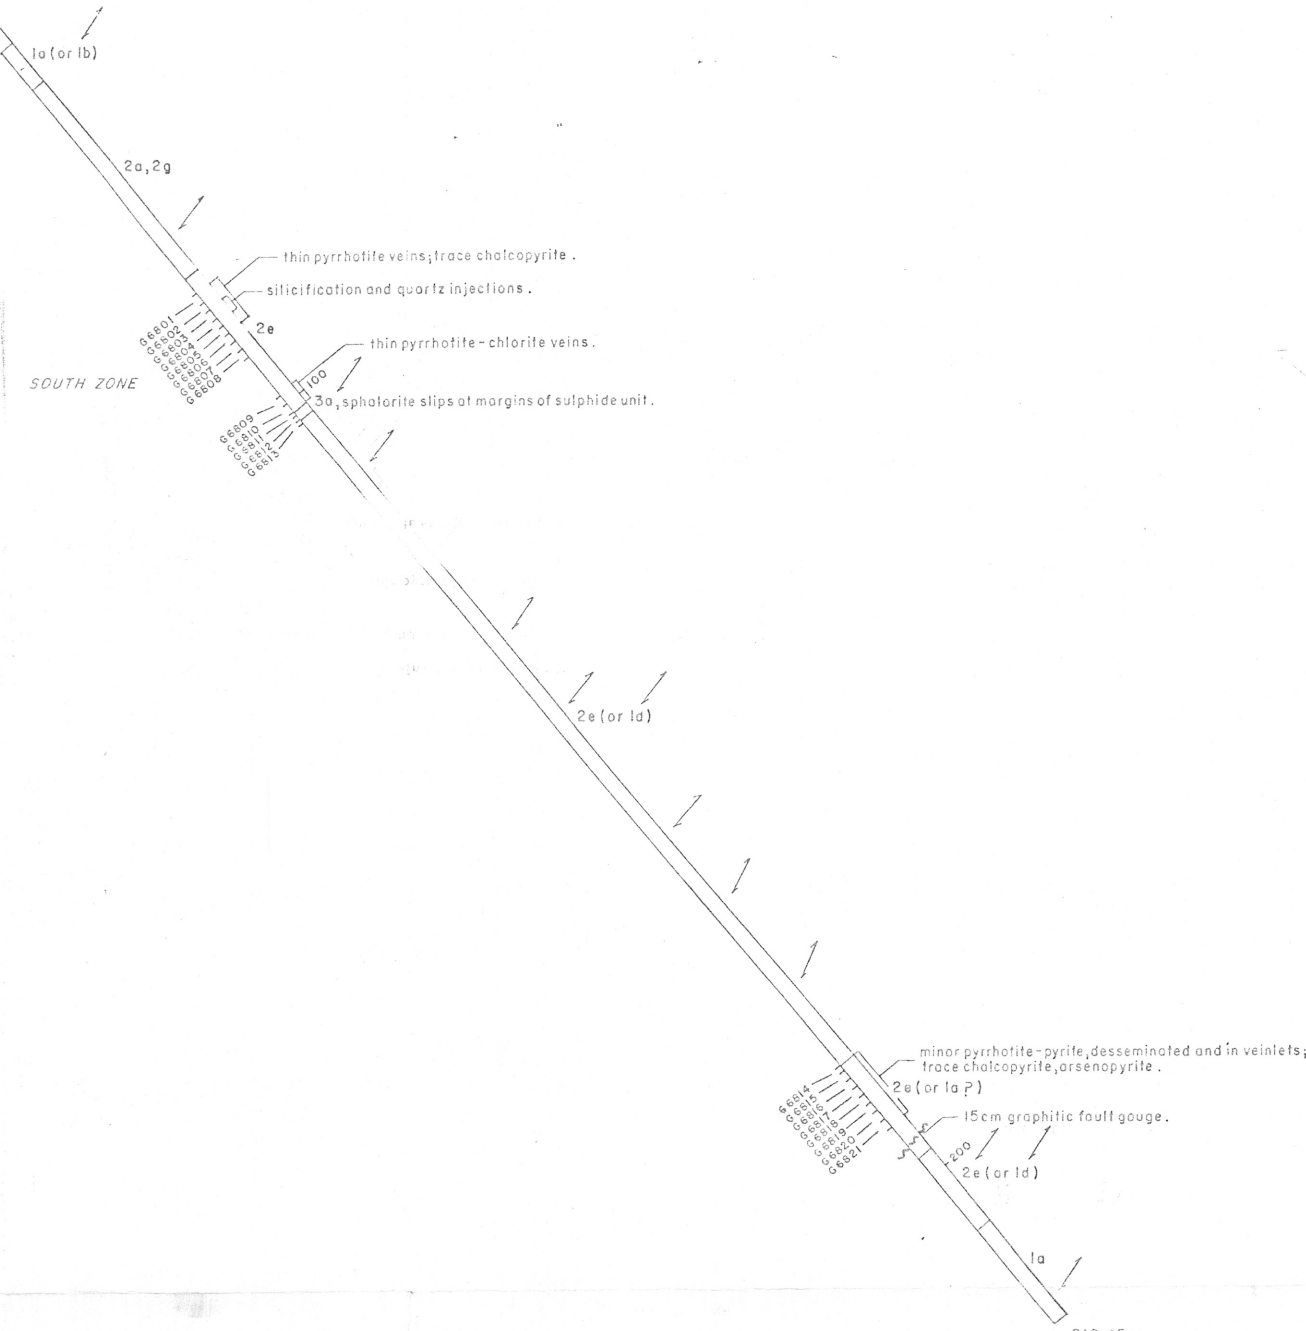 1a (or 1b)
2a, 2g
thin pyrrhotite veins; trace chalcopyrite .
silicification and quartz injections .
2e
G6801
G6802
G6803
G6804
G6805
G6806
G6807
G6808
thin pyrrhotite-chlorite veins .
SOUTH ZONE
100
3a, sphalorite slips at margins of sulphide unit .
G6809
G6810
G6811
G6812
G6813
2e (or 1d)
minor pyrrhotite-pyrite, desseminated and in veinlets;
trace chalcopyrite, arsenopyrite .
2e (or 1a ?)
G6814
G6815
G6816
G6817
G6818
G6819
G6820
G6821
15cm graphitic fault gouge .
200
2e (or 1d)
1a